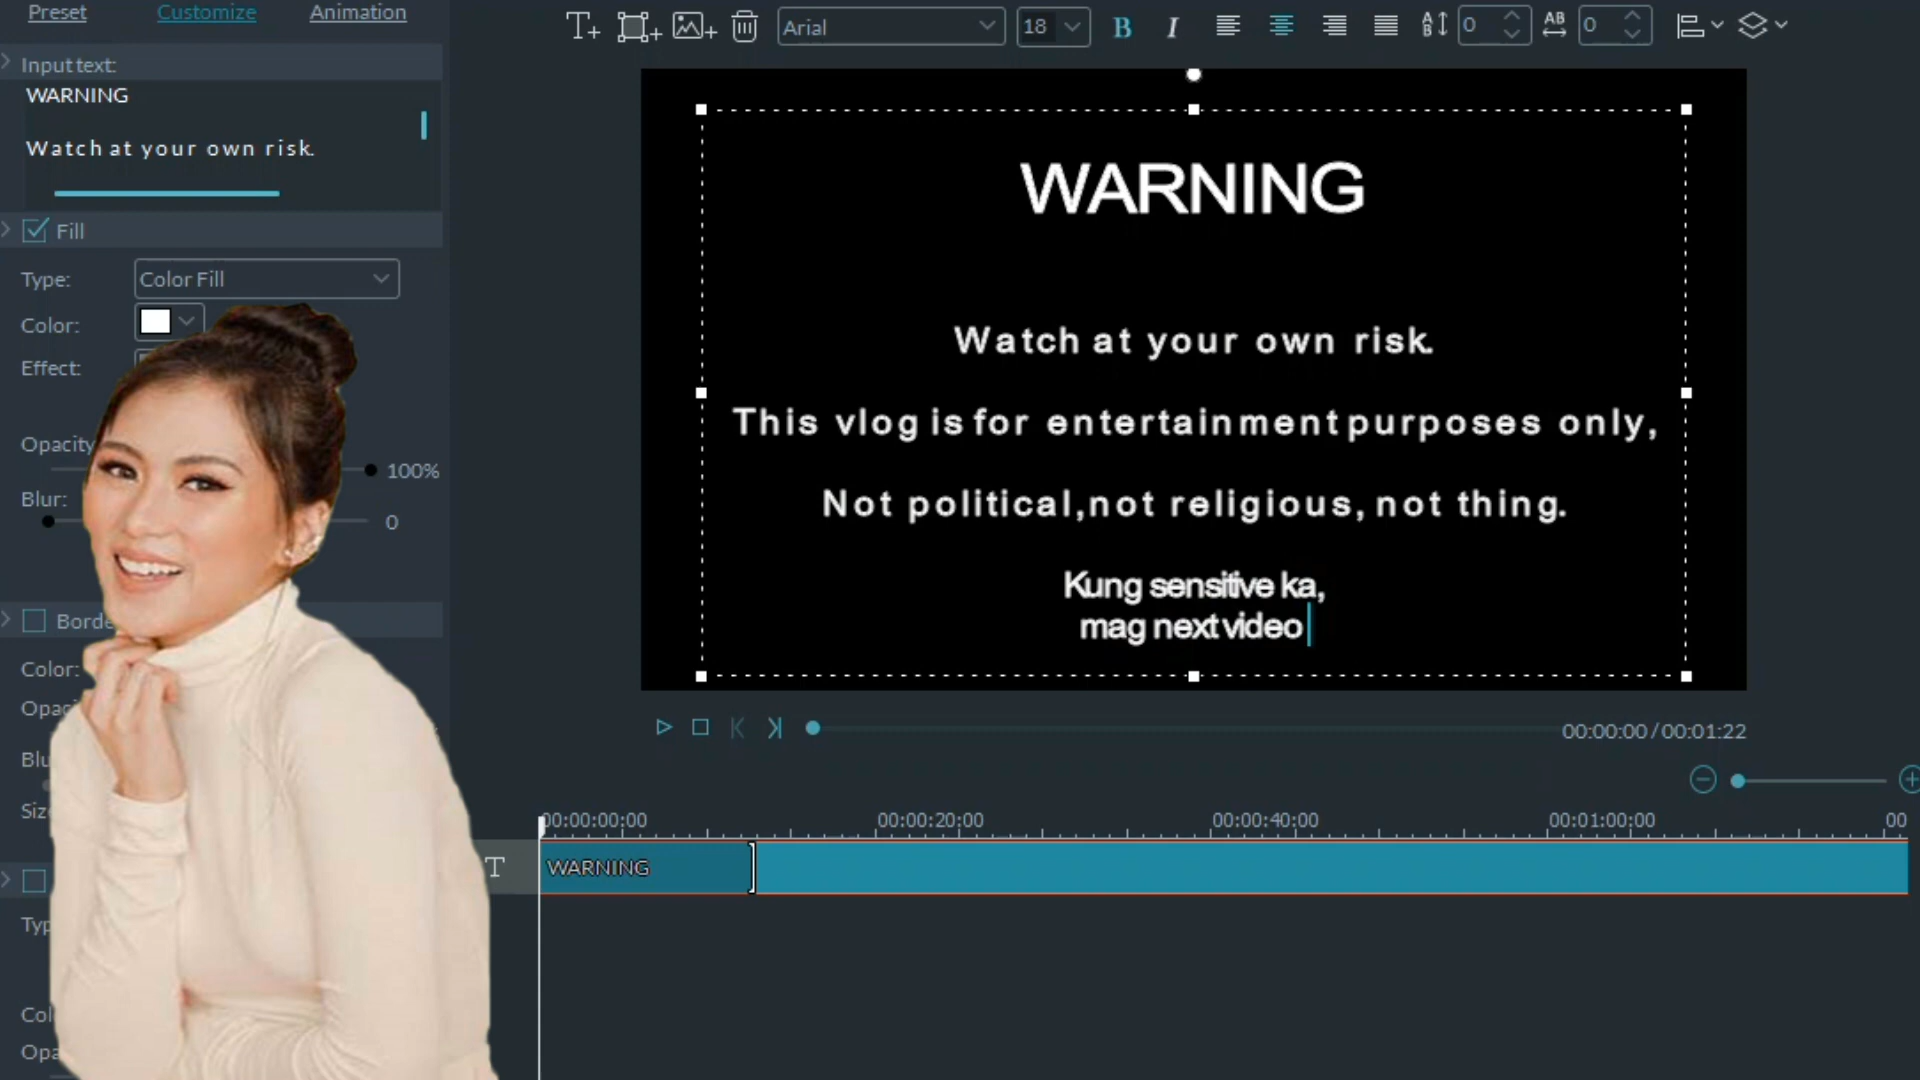 Preset Customize Animation
Arial 18 B I 0 0
Input text:
WARNING
Watch at your own risk.
Fill
Type: Color Fill
Color:
Effect:
Opacity
100%
Blur:
0
Color:
WARNING
Watch at your own risk.
This vlog is for entertainment purposes only,
Not political, not religious, not thing.
Kung sensitive ka,
mag next video
00:00:00 / 00:01:22
00:00:00:00 00:00:20:00 00:00:40:00 00:01:00:00 00
T WARNING